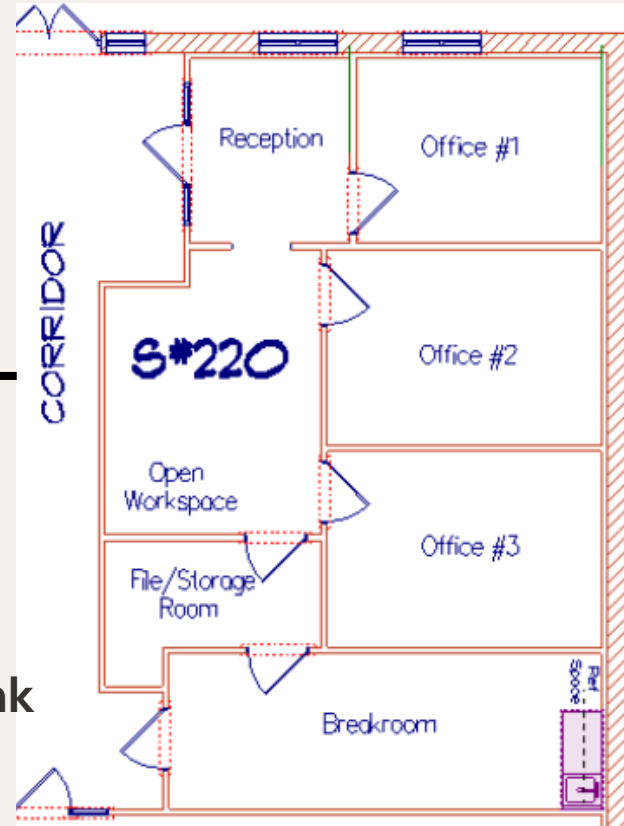 Reception
Office #1
CORRIDOR
S#220
Office #2
Open
Workspace
Office #3
File/Storage
Room
Ref
Space
nk
Breakroom